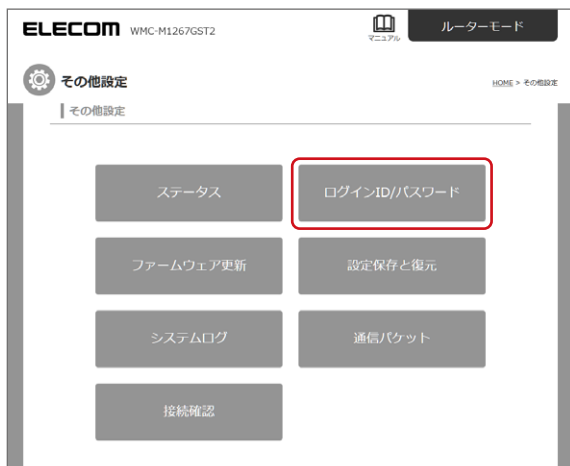 ELECOM WMC-M1267GST2
マニュアル
ルーターモード
その他設定
HOME > その他設定
その他設定
ステータス
ログインID/パスワード
ファームウェア更新
設定保存と復元
システムログ
通信パケット
接続確認